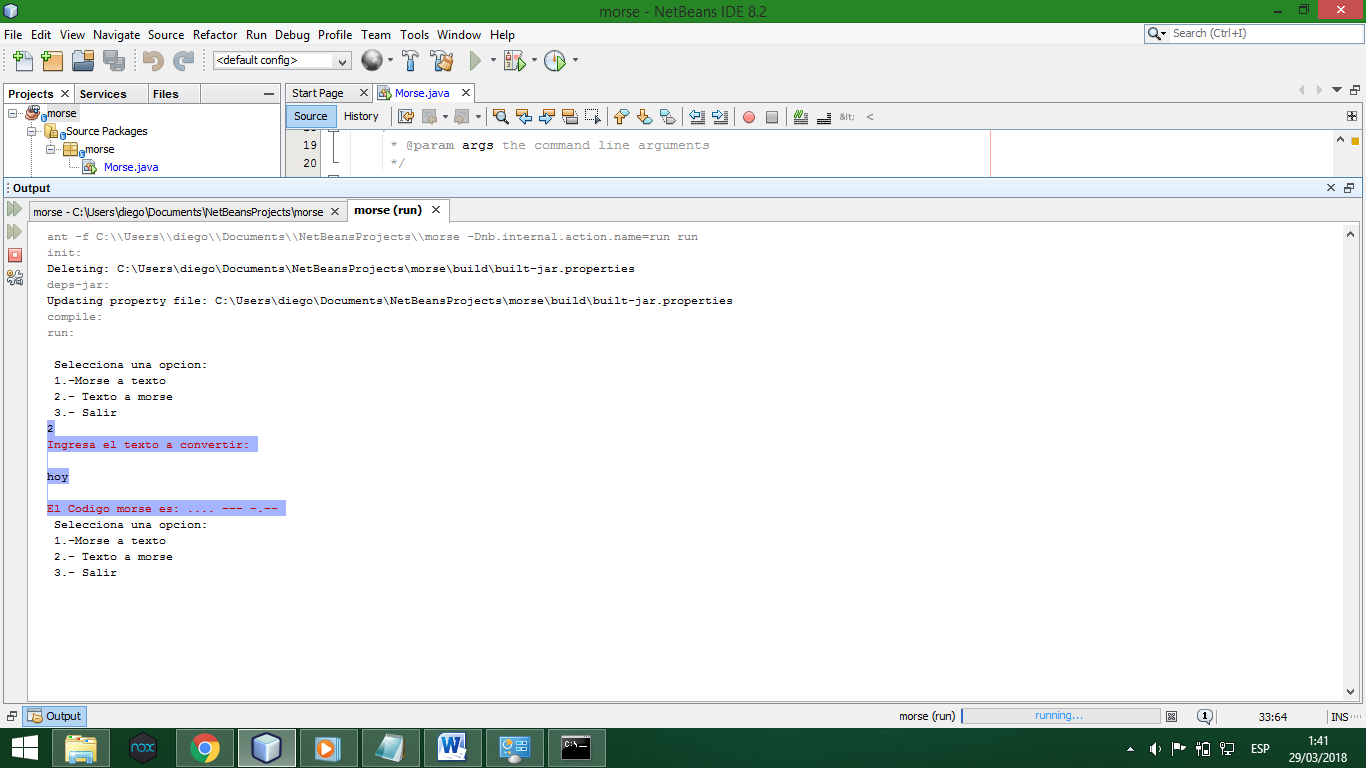 morse - NetBeans IDE 8.2
File Edit View Navigate Source Refactor Run Debug Profile Team Tools Window Help
Search (Ctrl+I)
<default config>
Projects Services Files
Start Page Morse.java
morse
Source Packages
morse
Morse.java
Source History
&lt; <
19 * @param args the command line arguments
20 */
Output
morse - C:\Users\diego\Documents\NetBeansProjects\morse morse (run)
ant -f C:\\Users\\diego\\Documents\\NetBeansProjects\\morse -Dnb.internal.action.name=run run
init:
Deleting: C:\Users\diego\Documents\NetBeansProjects\morse\build\built-jar.properties
deps-jar:
Updating property file: C:\Users\diego\Documents\NetBeansProjects\morse\build\built-jar.properties
compile:
run:
Selecciona una opcion:
1.-Morse a texto
2.- Texto a morse
3.- Salir
2
Ingresa el texto a convertir:
hoy
El Codigo morse es: .... --- -.--
Selecciona una opcion:
1.-Morse a texto
2.- Texto a morse
3.- Salir
Output
morse (run) running... 1 33:64 INS
nox
C:\
ESP
1:41
29/03/2018